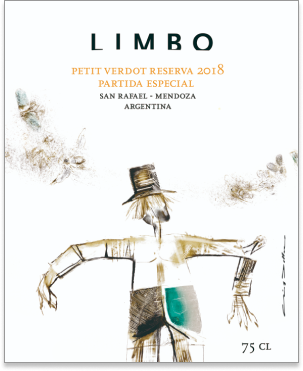 LIMBO
PETIT VERDOT RESERVA 2018
PARTIDA ESPECIAL
SAN RAFAEL - MENDOZA
ARGENTINA
75 CL